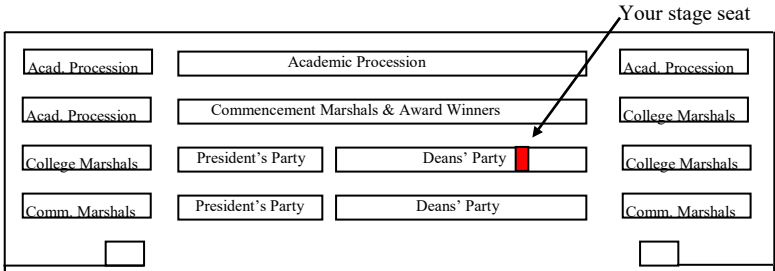 Your stage seat
Acad. Procession Academic Procession Acad. Procession
Acad. Procession Commencement Marshals & Award Winners College Marshals
College Marshals President's Party Deans' Party College Marshals
Comm. Marshals President's Party Deans' Party Comm. Marshals